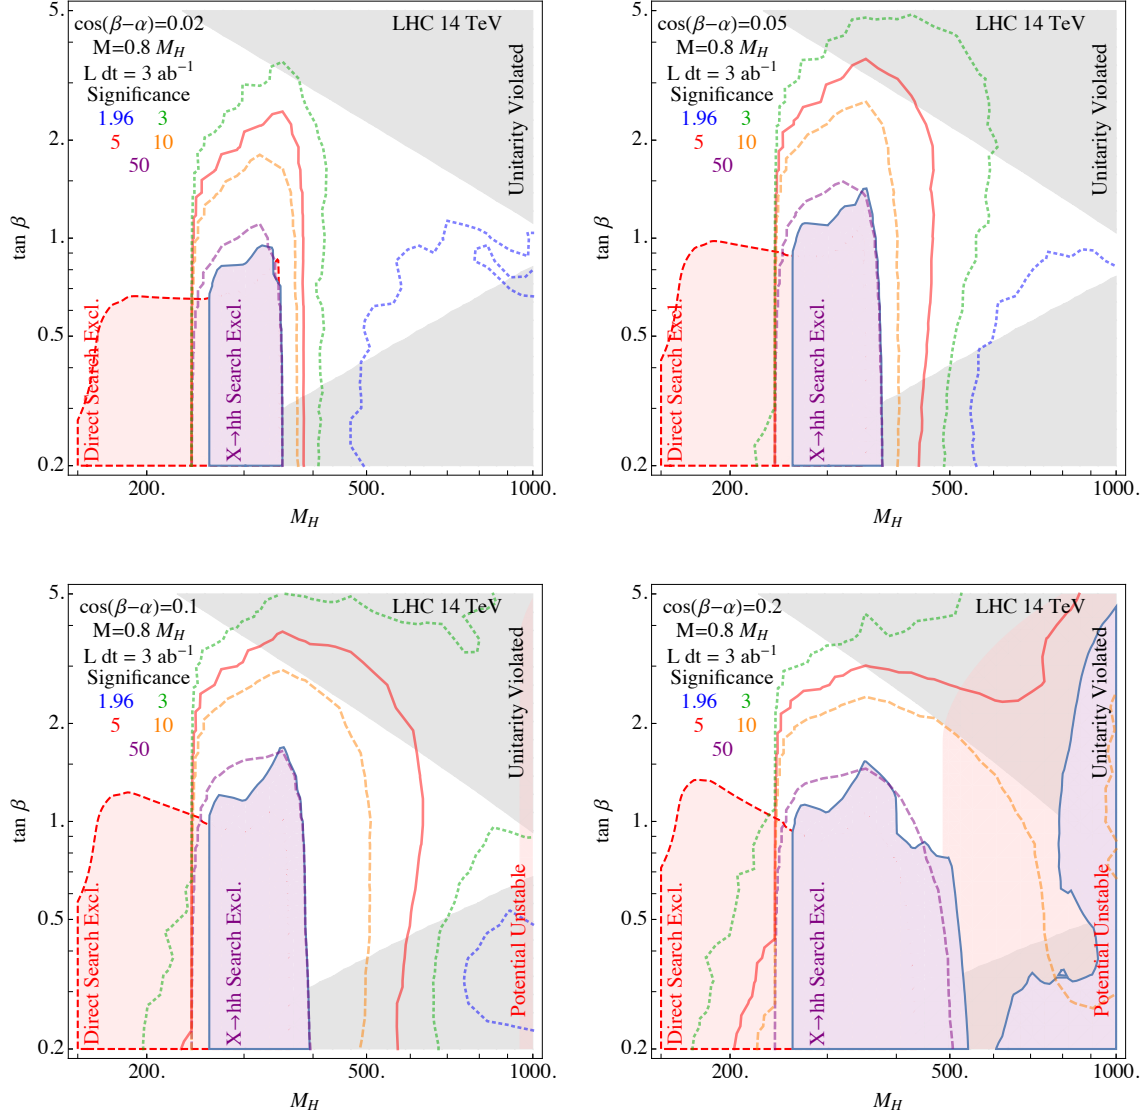 cos(β−α)=0.02
LHC 14 TeV
M=0.8 M_H
L dt = 3 ab⁻¹
Significance
1.96 3
5 10
50
Unitarity Violated
Direct Search Excl.
X→hh Search Excl.
tan β
5.
2.
1.
0.5
0.2
200. 500. 1000.
M_H
cos(β−α)=0.05
LHC 14 TeV
M=0.8 M_H
L dt = 3 ab⁻¹
Significance
1.96 3
5 10
50
Unitarity Violated
Direct Search Excl.
X→hh Search Excl.
tan β
5.
2.
1.
0.5
0.2
200. 500. 1000.
M_H
cos(β−α)=0.1
LHC 14 TeV
M=0.8 M_H
L dt = 3 ab⁻¹
Significance
1.96 3
5 10
50
Unitarity Violated
Potential Unstable
Direct Search Excl.
X→hh Search Excl.
tan β
5.
2.
1.
0.5
0.2
200. 500. 1000.
M_H
cos(β−α)=0.2
LHC 14 TeV
M=0.8 M_H
L dt = 3 ab⁻¹
Significance
1.96 3
5 10
50
Unitarity Violated
Potential Unstable
Direct Search Excl.
X→hh Search Excl.
tan β
5.
2.
1.
0.5
0.2
200. 500. 1000.
M_H